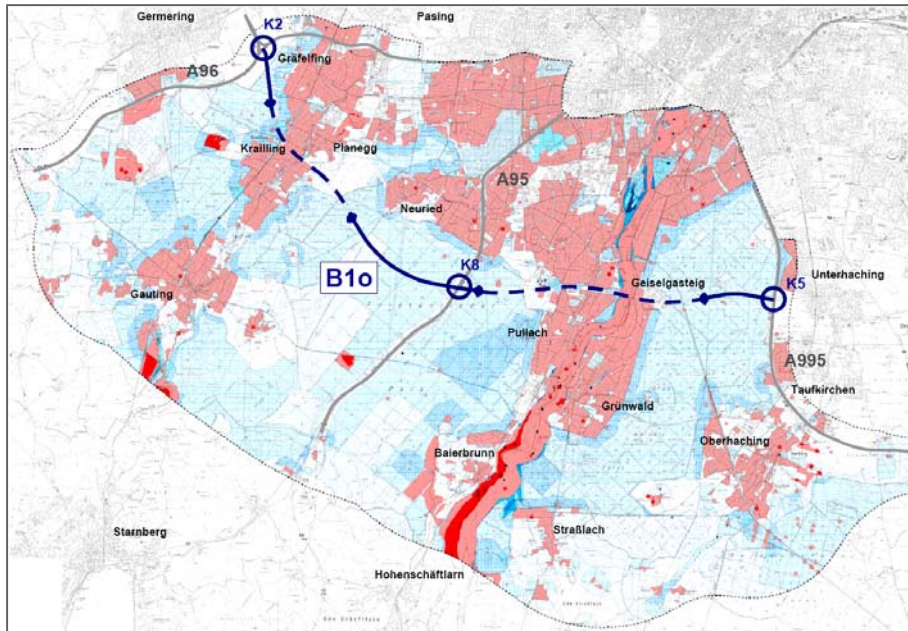 Germering
K2
Pasing
Gräfelfing
A96
Krailling
Planegg
A95
Neuried
K8
B1o
Geiselgasteig
K5
Unterhaching
Gauting
Pullach
A995
Taufkirchen
Grünwald
Oberhaching
Baierbrunn
Starnberg
Straßlach
Hohenschäftlarn